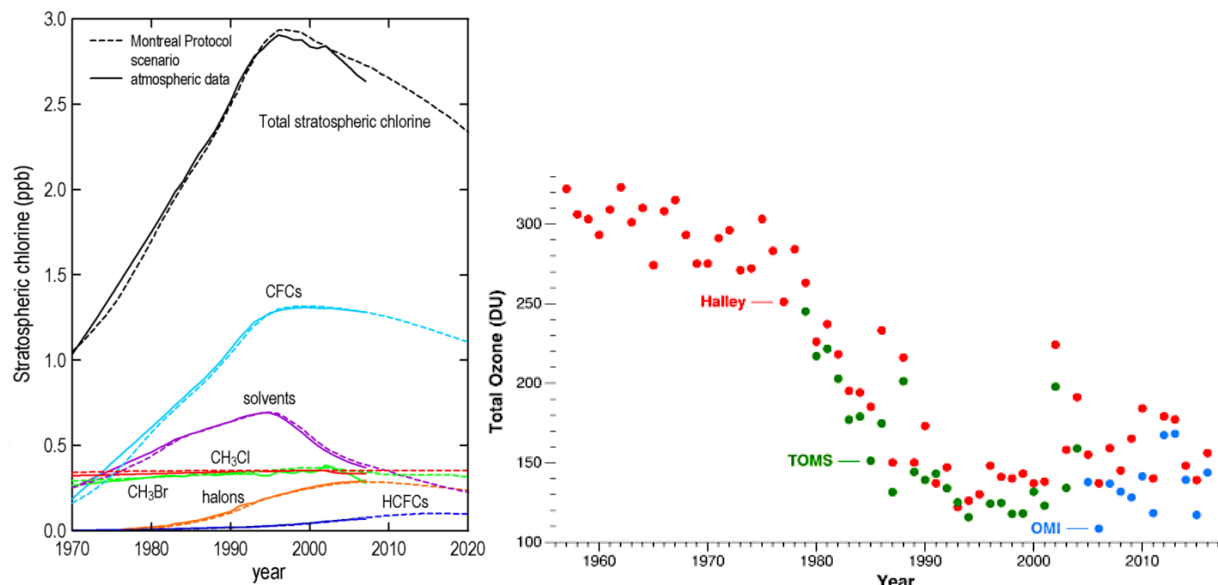 3.0
2.5
2.0
1.5
1.0
0.5
0.0
Stratospheric chlorine (ppb)
Montreal Protocol
scenario
atmospheric data
Total stratospheric chlorine
CFCs
solvents
CH3Cl
CH3Br
halons
HCFCs
1970
1980
1990
2000
2010
2020
year
300
250
200
150
100
Total Ozone (DU)
Halley
TOMS
OMI
1960
1970
1980
1990
2000
2010
Year